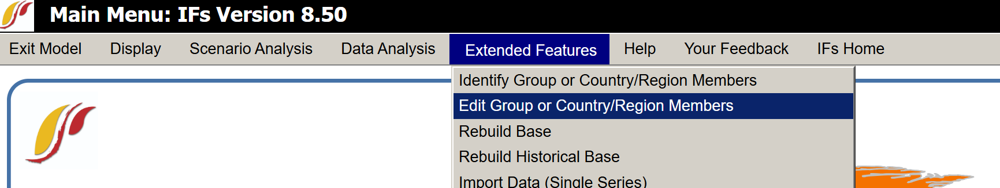 Main Menu: IFs Version 8.50
Exit Model Display Scenario Analysis Data Analysis Extended Features Help Your Feedback IFs Home
Identify Group or Country/Region Members
Edit Group or Country/Region Members
Rebuild Base
Rebuild Historical Base
Import Data (Single Series)